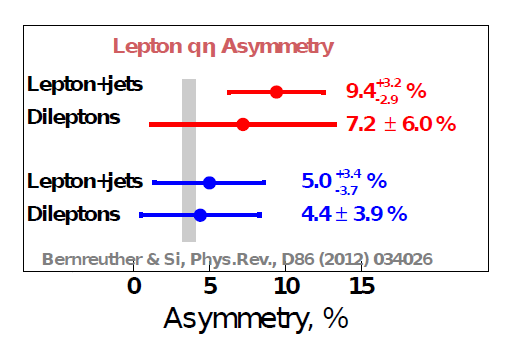 Lepton qη Asymmetry
Lepton+jets 9.4 +3.2 -2.9 %
Dileptons 7.2 ± 6.0 %
Lepton+jets 5.0 +3.4 -3.7 %
Dileptons 4.4 ± 3.9 %
Bernreuther & Si, Phys.Rev., D86 (2012) 034026
0 5 10 15
Asymmetry, %